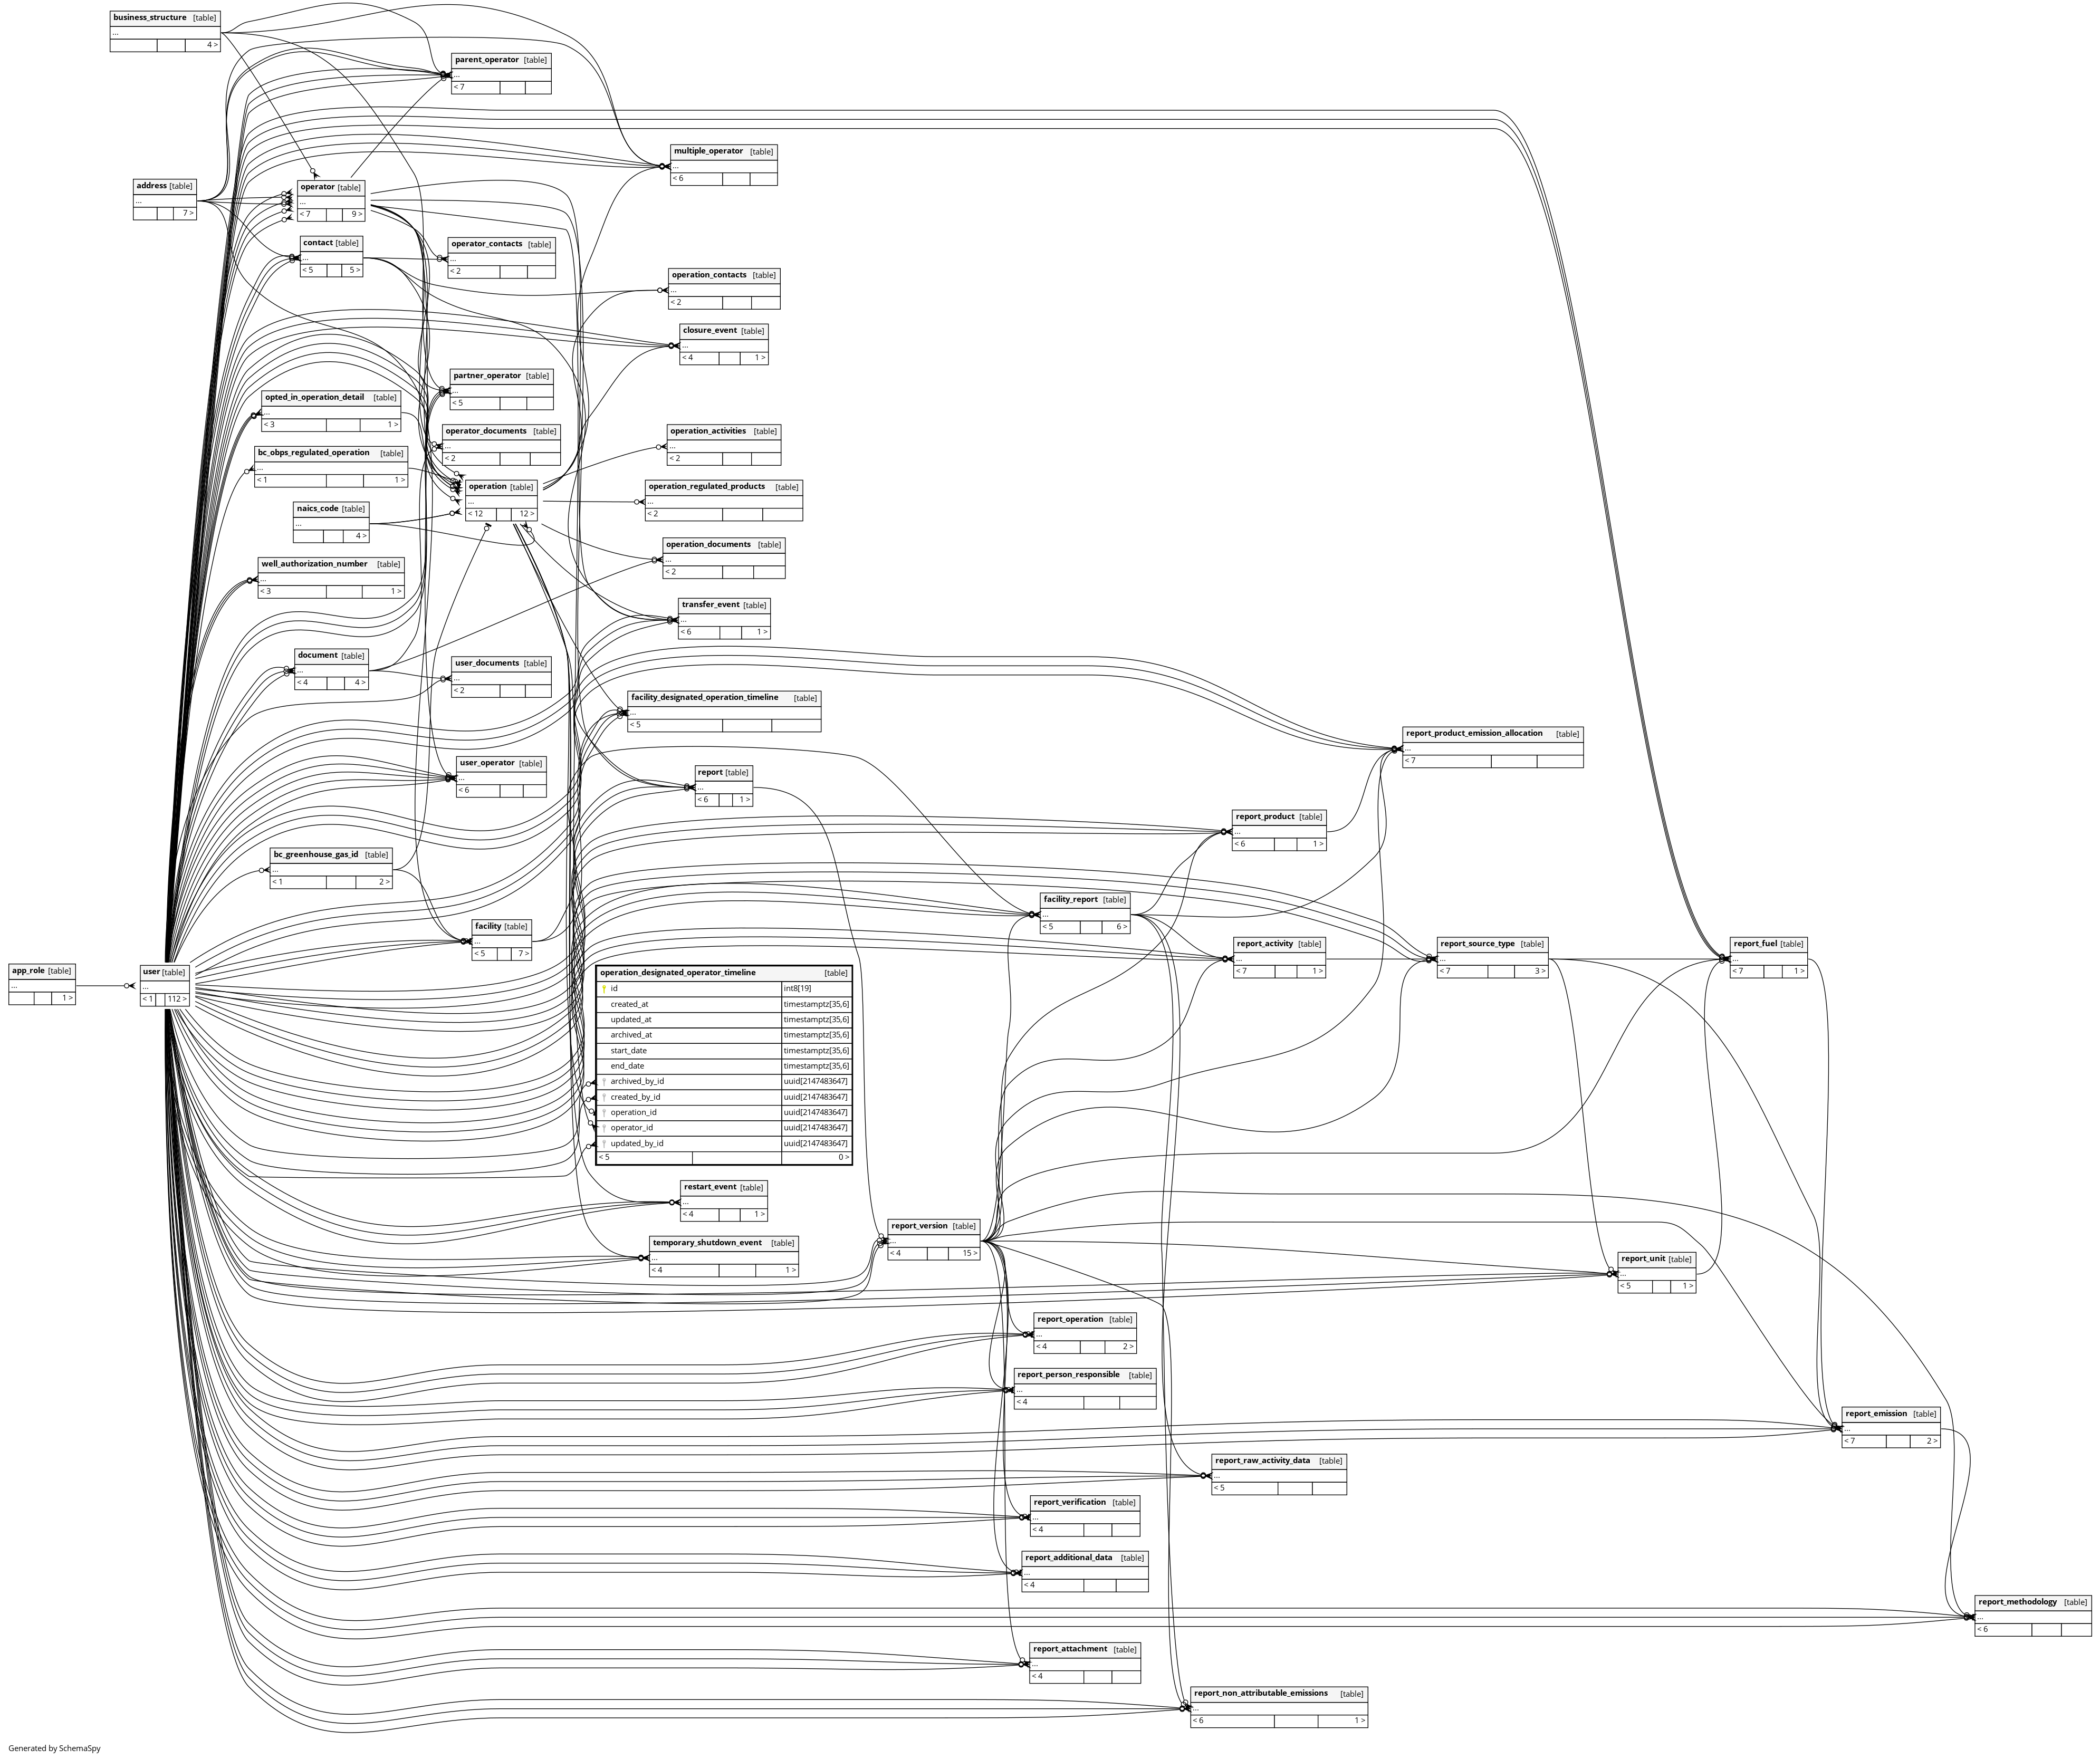 business_structure [table]
...
4 >
parent_operator [table]
...
< 7
multiple_operator [table]
...
< 6
address [table]
...
7 >
operator [table]
...
< 7 9 >
contact [table]
...
< 5 5 >
operator_contacts [table]
...
< 2
operation_contacts [table]
...
< 2
closure_event [table]
...
< 4 1 >
partner_operator [table]
...
< 5
opted_in_operation_detail [table]
...
< 3 1 >
operator_documents [table]
...
< 2
operation_activities [table]
...
< 2
bc_obps_regulated_operation [table]
...
< 1 1 >
operation [table]
...
< 12 12 >
operation_regulated_products [table]
...
< 2
naics_code [table]
...
4 >
operation_documents [table]
...
< 2
well_authorization_number [table]
...
< 3 1 >
transfer_event [table]
...
< 6 1 >
document [table]
...
< 4 4 >
user_documents [table]
...
< 2
facility_designated_operation_timeline [table]
...
< 5
report_product_emission_allocation [table]
...
< 7
user_operator [table]
...
< 6
report [table]
...
< 6 1 >
report_product [table]
...
< 6 1 >
bc_greenhouse_gas_id [table]
...
< 1 2 >
facility_report [table]
...
< 5 6 >
facility [table]
...
< 5 7 >
report_activity [table]
...
< 7 1 >
report_source_type [table]
...
< 7 3 >
report_fuel [table]
...
< 7 1 >
app_role [table]
...
1 >
user [table]
...
< 1 112 >
operation_designated_operator_timeline [table]
id int8[19]
created_at timestamptz[35,6]
updated_at timestamptz[35,6]
archived_at timestamptz[35,6]
start_date timestamptz[35,6]
end_date timestamptz[35,6]
archived_by_id uuid[2147483647]
created_by_id uuid[2147483647]
operation_id uuid[2147483647]
operator_id uuid[2147483647]
updated_by_id uuid[2147483647]
< 5 0 >
restart_event [table]
...
< 4 1 >
report_version [table]
...
< 4 15 >
temporary_shutdown_event [table]
...
< 4 1 >
report_unit [table]
...
< 5 1 >
report_operation [table]
...
< 4 2 >
report_person_responsible [table]
...
< 4
report_emission [table]
...
< 7 2 >
report_raw_activity_data [table]
...
< 5
report_verification [table]
...
< 4
report_additional_data [table]
...
< 4
report_methodology [table]
...
< 6
report_attachment [table]
...
< 4
report_non_attributable_emissions [table]
...
< 6 1 >
Generated by SchemaSpy